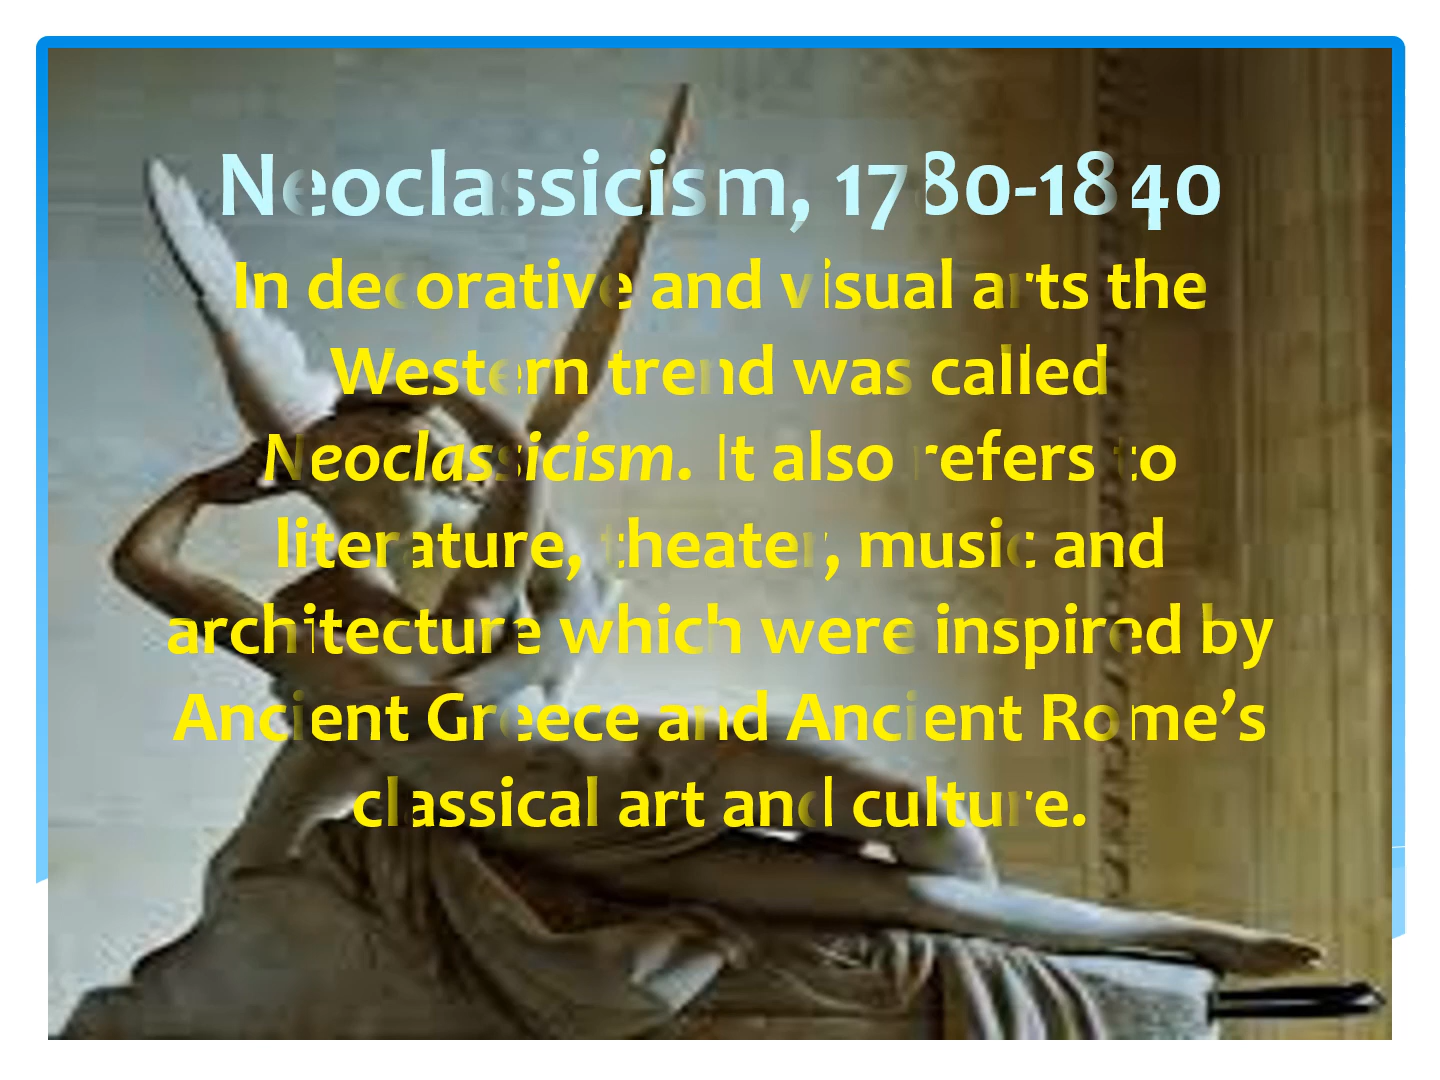 Neoclassicism, 1780-1840
In decorative and visual arts the
Western trend was called
Neoclassicism. It also refers to
literature, theater, music and
architecture which were inspired by
Ancient Greece and Ancient Rome’s
classical art and culture.